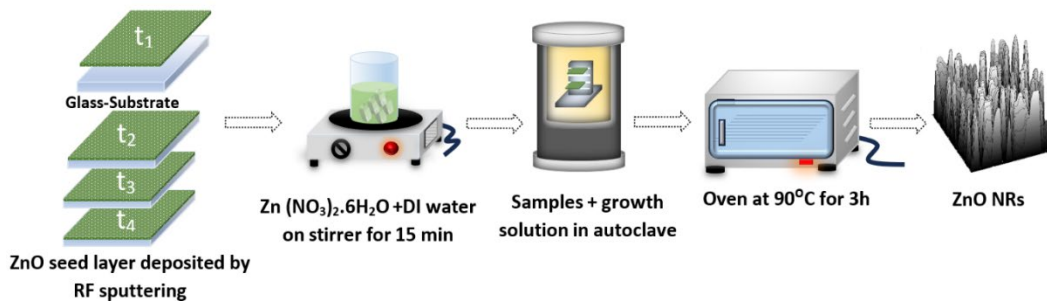 t₁
Glass-Substrate
t₂
t₃
t₄
ZnO seed layer deposited by
RF sputtering
Zn (NO₃)₂.6H₂O +DI water
on stirrer for 15 min
Samples + growth
solution in autoclave
Oven at 90⁰C for 3h
ZnO NRs